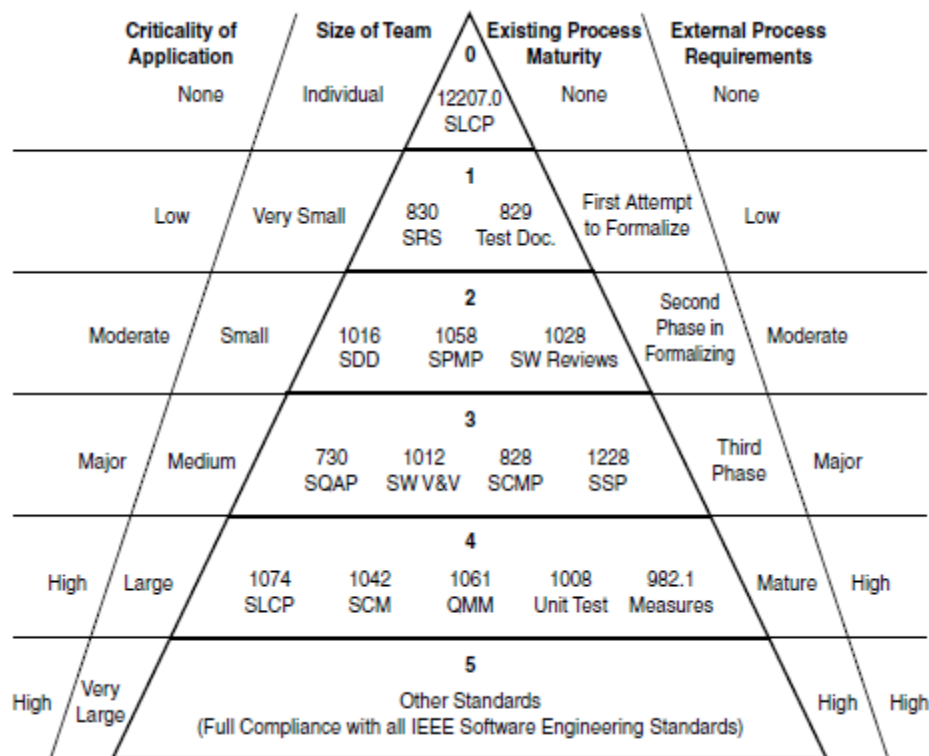 Criticality of
Application
Size of Team
0
Existing Process
Maturity
External Process
Requirements
None
Individual
12207.0
SLCP
None
None
1
Low
Very Small
830
SRS
829
Test Doc.
First Attempt
to Formalize
Low
2
Moderate
Small
1016
SDD
1058
SPMP
1028
SW Reviews
Second
Phase in
Formalizing
Moderate
3
Major
Medium
730
SQAP
1012
SW V&V
828
SCMP
1228
SSP
Third
Phase
Major
4
High
Large
1074
SLCP
1042
SCM
1061
QMM
1008
Unit Test
982.1
Measures
Mature
High
5
High
Very
Large
Other Standards
(Full Compliance with all IEEE Software Engineering Standards)
High
High